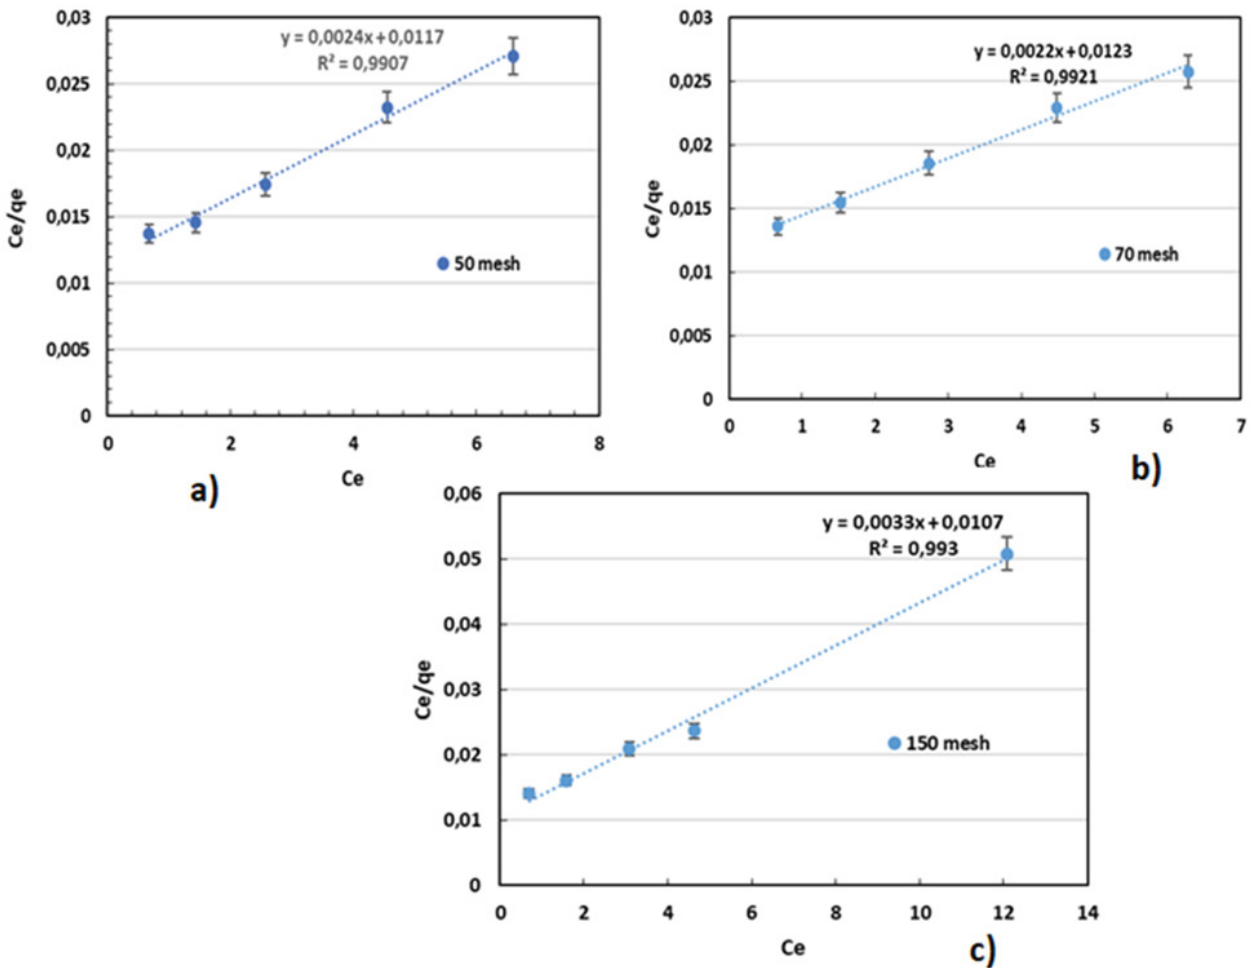 0,03
0,025
0,02
0,015
0,01
0,005
0
Ce/qe
y = 0,0024x + 0,0117
R² = 0,9907
50 mesh
0 2 4 6 8
Ce
a)
0,03
0,025
0,02
0,015
0,01
0,005
0
Ce/qe
y = 0,0022x + 0,0123
R² = 0,9921
70 mesh
0 1 2 3 4 5 6 7
Ce
b)
0,06
0,05
0,04
0,03
0,02
0,01
0
Ce/qe
y = 0,0033x + 0,0107
R² = 0,993
150 mesh
0 2 4 6 8 10 12 14
Ce
c)